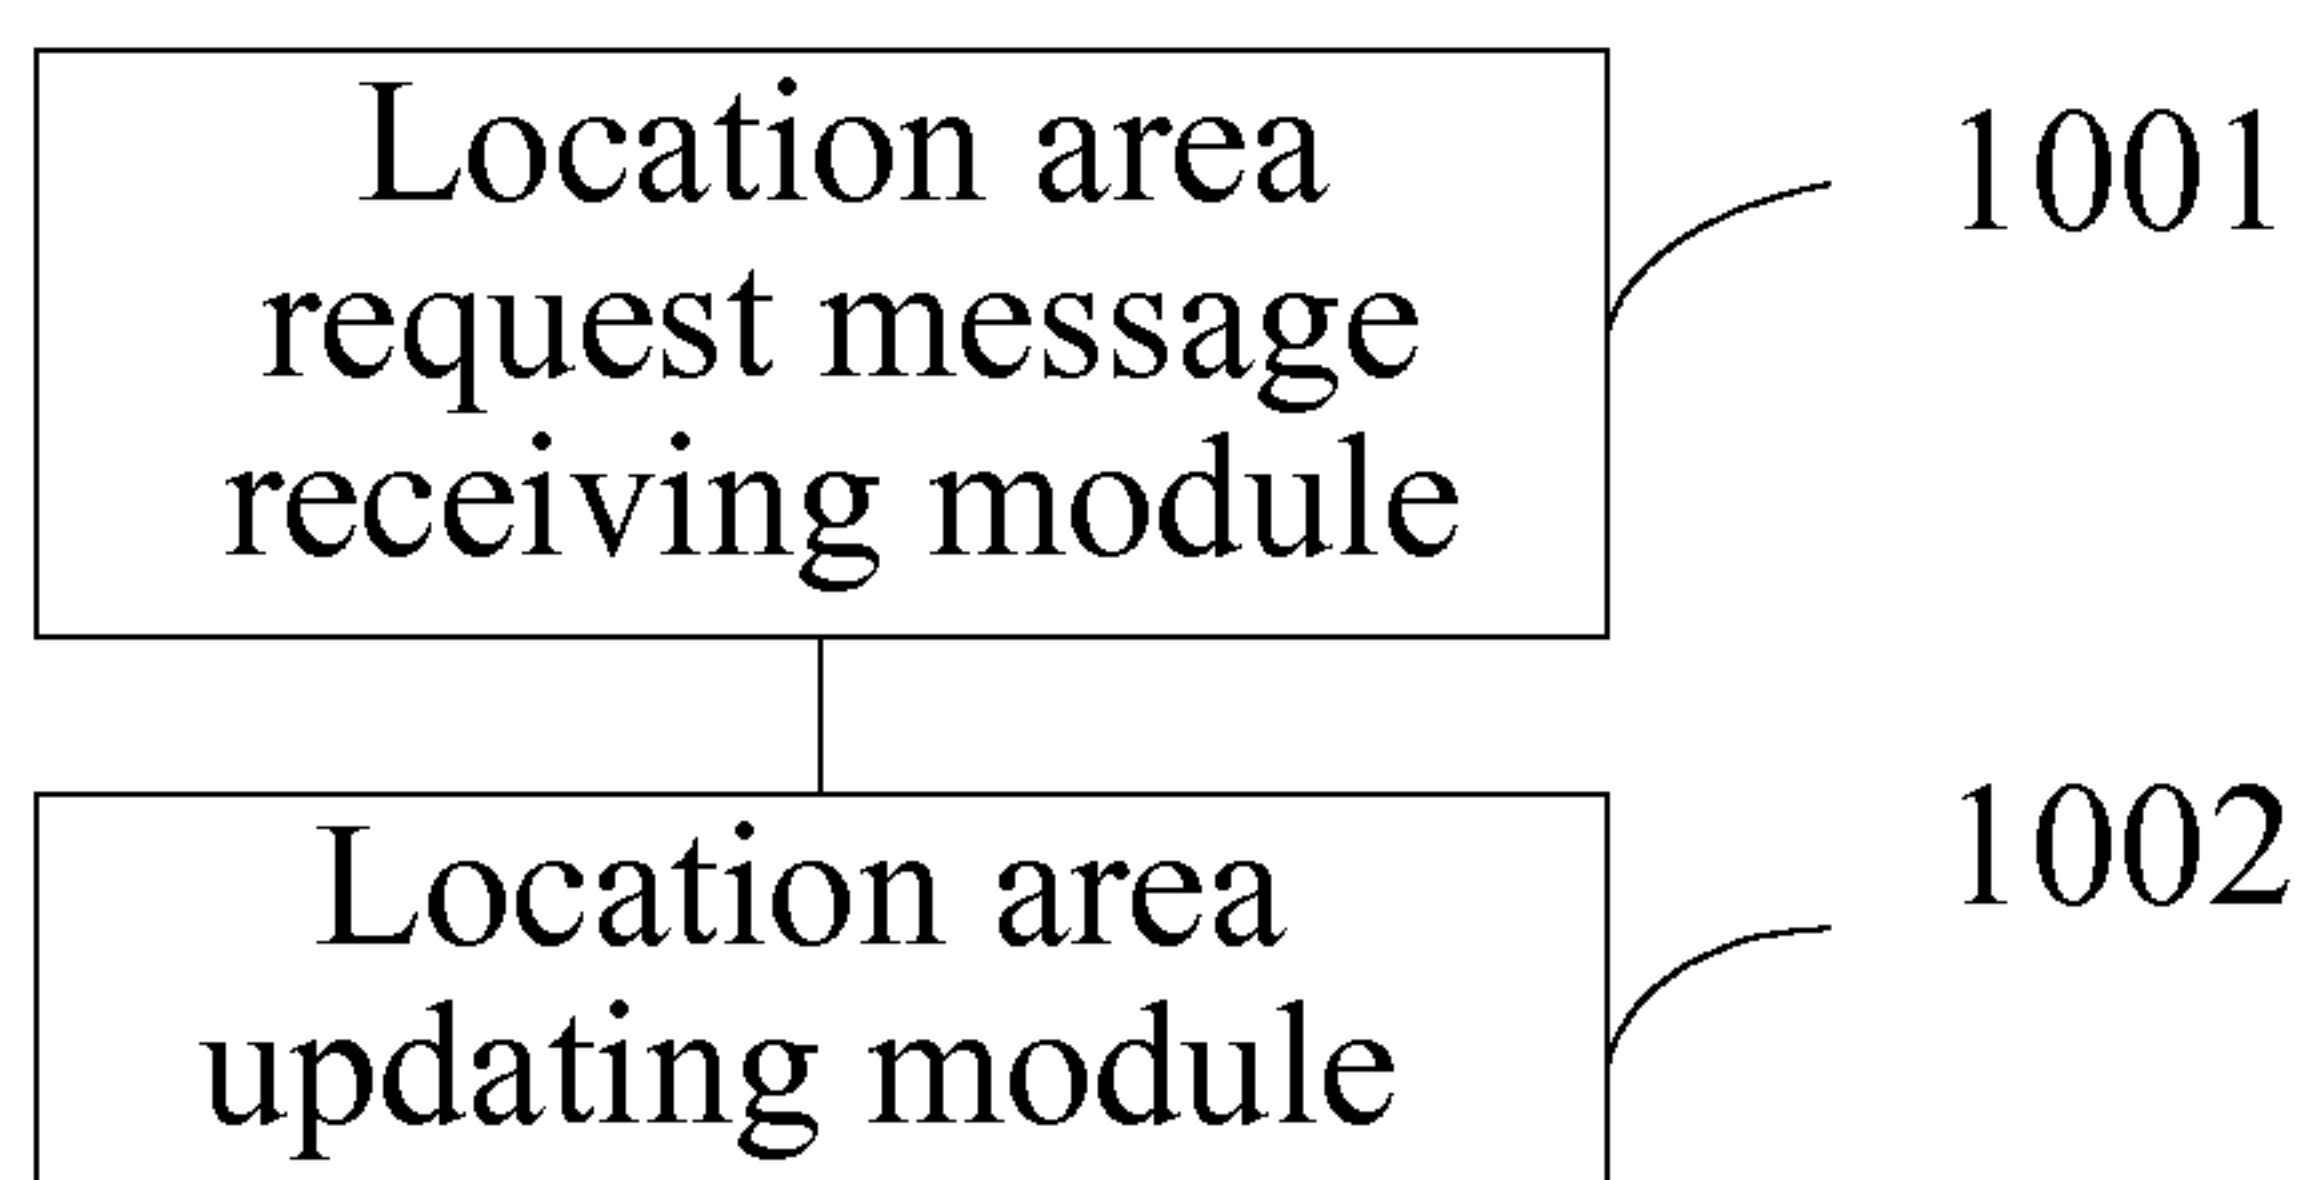 Location area
request message
receiving module
1001
Location area
updating module
1002